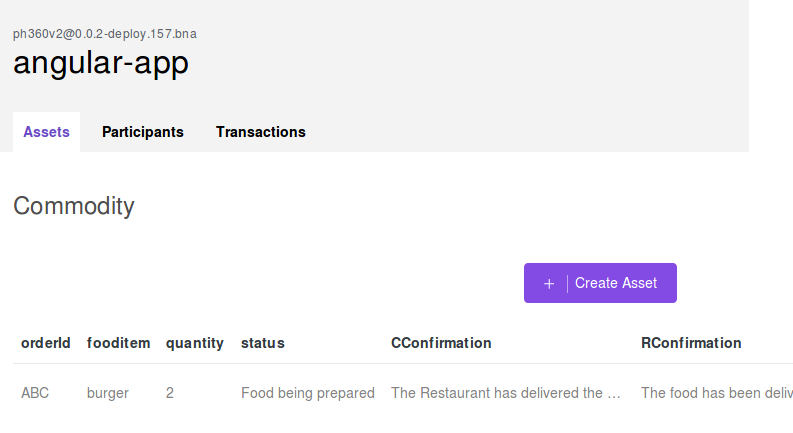 ph360v2@0.0.2-deploy.157.bna
angular-app
Assets Participants Transactions
Commodity
+ Create Asset
orderId fooditem quantity status CConfirmation RConfirmation
ABC burger 2 Food being prepared The Restaurant has delivered the ... The food has been deliv